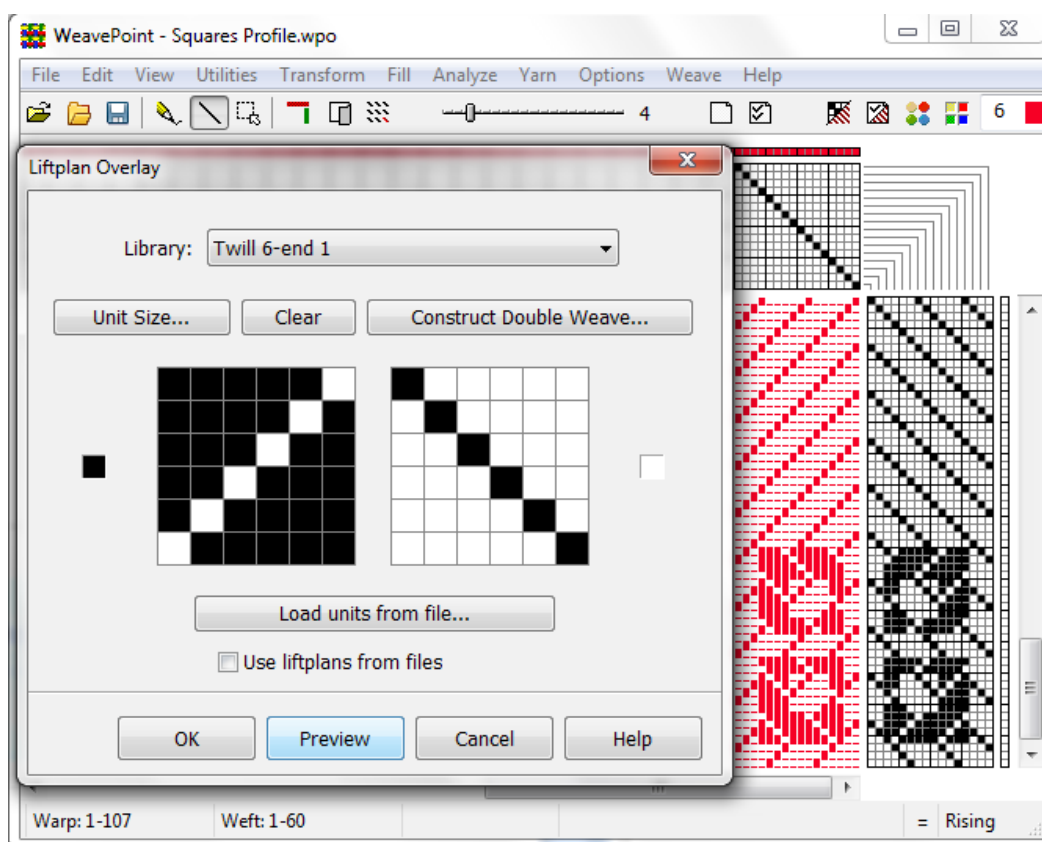 WeavePoint - Squares Profile.wpo
File Edit View Utilities Transform Fill Analyze Yarn Options Weave Help
4
6
Liftplan Overlay
Library: Twill 6-end 1
Unit Size... Clear Construct Double Weave...
Load units from file...
Use liftplans from files
OK Preview Cancel Help
Warp: 1-107 Weft: 1-60 = Rising